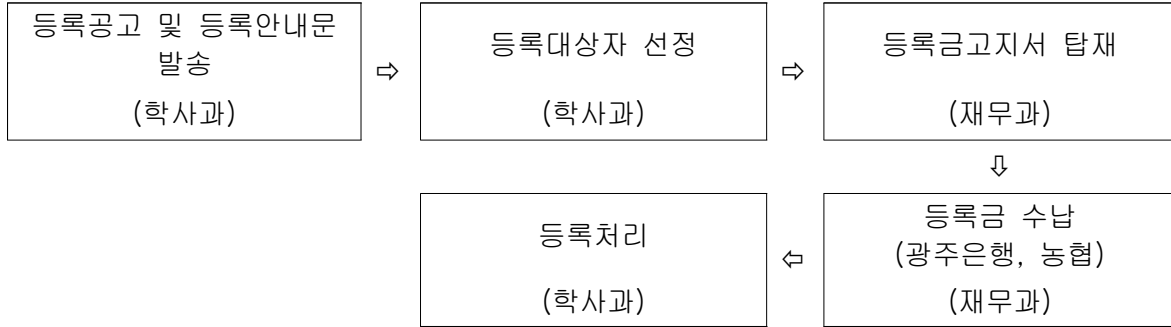 등록공고 및 등록안내문
발송
(학사과)
⇨
등록대상자 선정
(학사과)
⇨
등록금고지서 탑재
(재무과)
⇩
등록금 수납
(광주은행, 농협)
(재무과)
⇦
등록처리
(학사과)